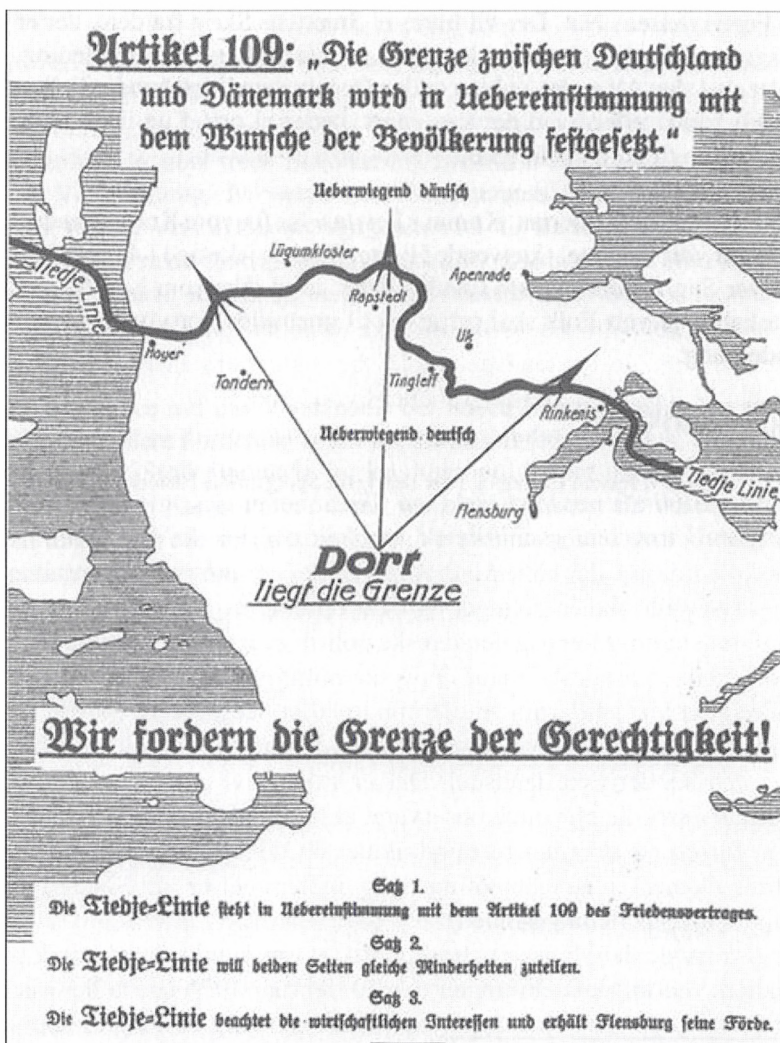 Artikel 109: „Die Grenze zwischen Deutschland
und Dänemark wird in Uebereinstimmung mit
dem Wunsche der Bevölkerung festgesetzt.“
Ueberwiegend dänisch
Tiedje Linie
Lügumkloster
Rapstedt
Apenrade
Hoyer
Uk
Tondern
Tingleff
Rinkenis
Ueberwiegend deutsch
Tiedje Linie
Flensburg
Dorr
liegt die Grenze
Wir fordern die Grenze der Gerechtigkeit!
Satz 1.
Die Tiedje=Linie steht in Uebereinstimmung mit dem Artikel 109 des Friedensvertrages.
Satz 2.
Die Tiedje=Linie will beiden Seiten gleiche Minderheiten zuteilen.
Satz 3.
Die Tiedje=Linie beachtet die wirtschaftlichen Interessen und erhält Flensburg seine Förde.